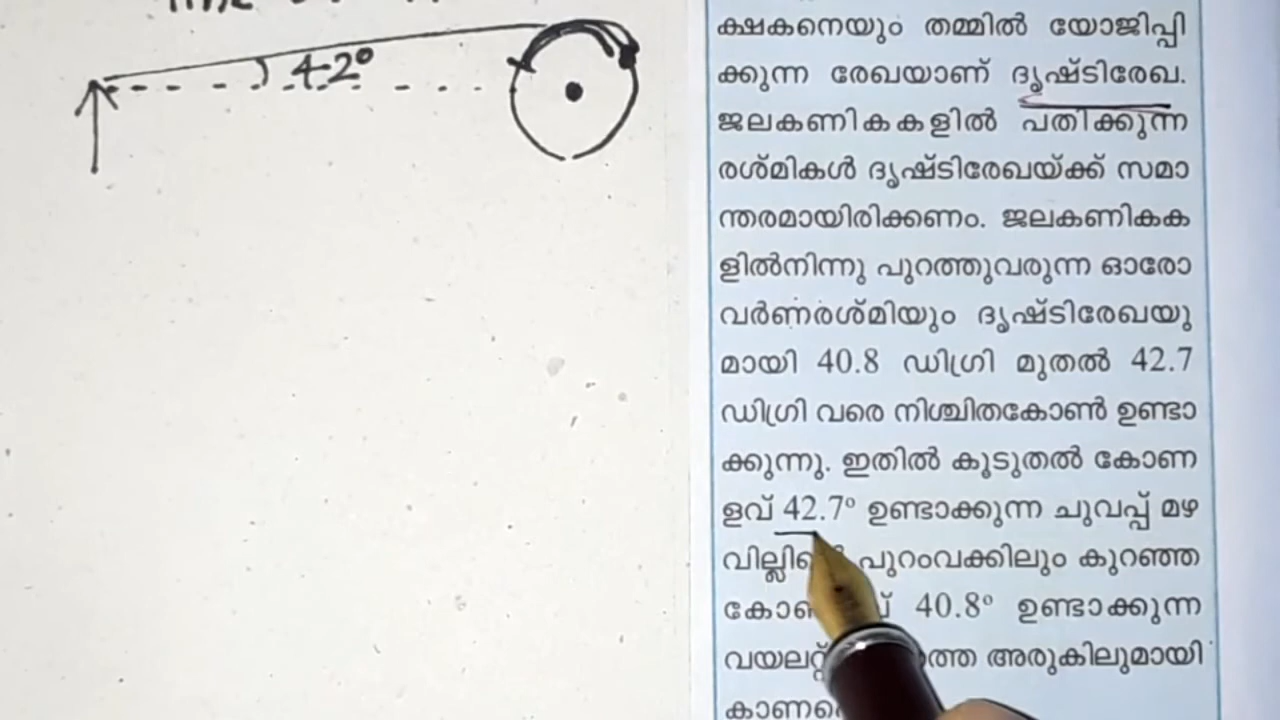 42°
ക്ഷകനെയും തമ്മിൽ യോജിപ്പി
ക്കുന്ന രേഖയാണ് ദൃഷ്ടിരേഖ.
ജലകണികകളിൽ പതിക്കുന്ന
രശ്മികൾ ദൃഷ്ടിരേഖയ്ക്ക് സമാ
ന്തരമായിരിക്കണം. ജലകണികക
ളിൽനിന്നു പുറത്തുവരുന്ന ഓരോ
വർണരശ്മിയും ദൃഷ്ടിരേഖയു
മായി 40.8 ഡിഗ്രി മുതൽ 42.7
ഡിഗ്രി വരെ നിശ്ചിതകോൺ ഉണ്ടാ
ക്കുന്നു. ഇതിൽ കൂടുതൽ കോണ
ളവ് 42.7° ഉണ്ടാക്കുന്ന ചുവപ്പ് മഴ
പുറംവക്കിലും കുറഞ്ഞ
40.8° ഉണ്ടാക്കുന്ന
അരുകിലുമായി